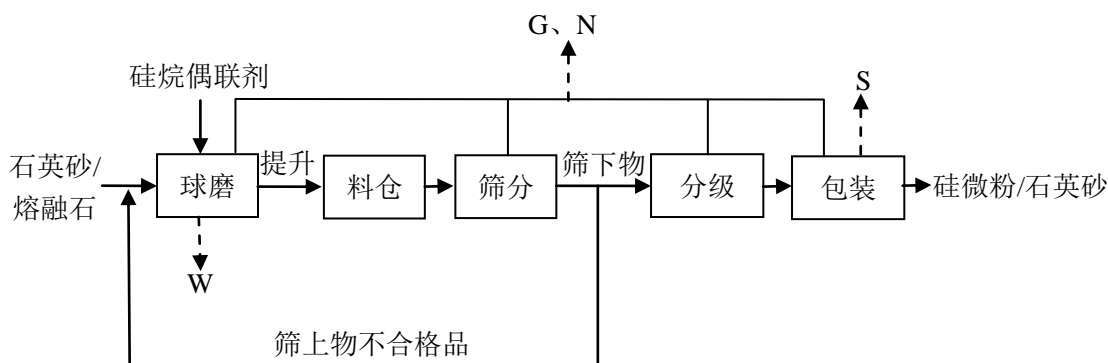 G、N
硅烷偶联剂
S
石英砂/
熔融石
球磨
提升
料仓
筛分
筛下物
分级
包装
硅微粉/石英砂
W
筛上物不合格品